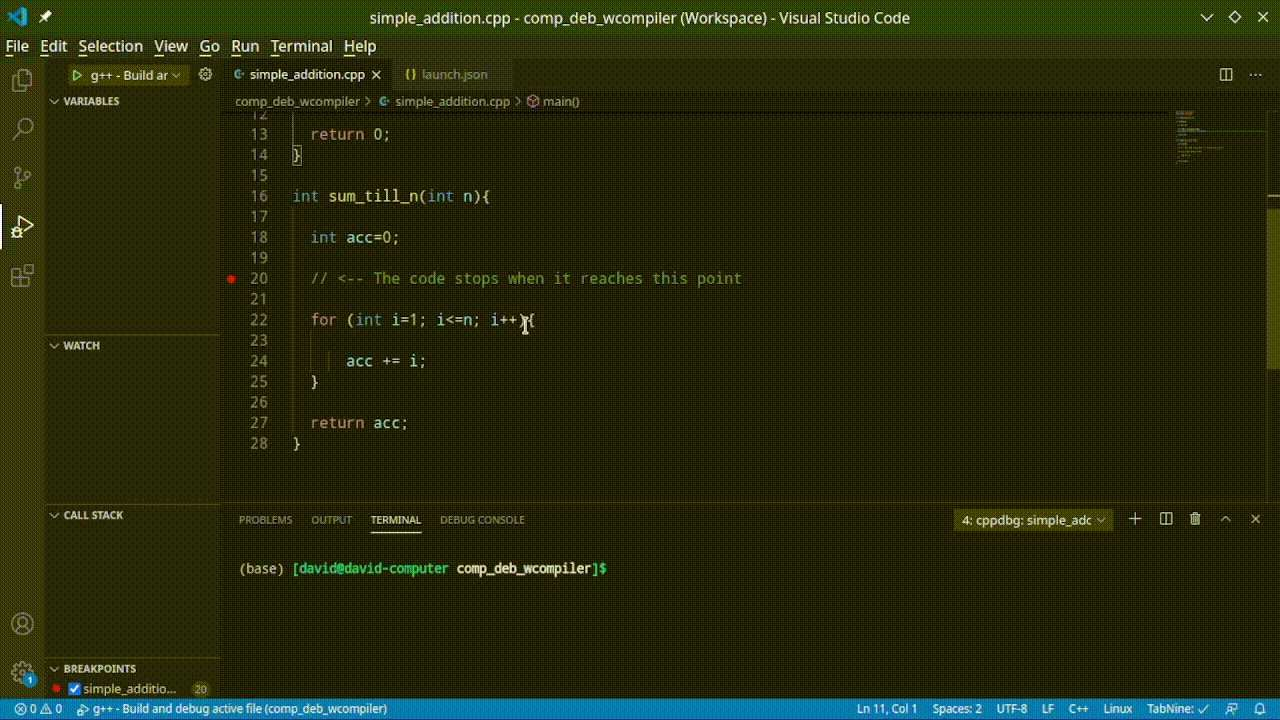 simple_addition.cpp - comp_deb_wcompiler (Workspace) - Visual Studio Code
File Edit Selection View Go Run Terminal Help
g++ - Build ar
simple_addition.cpp
launch.json
VARIABLES
comp_deb_wcompiler > simple_addition.cpp > main()
12
13 return 0;
14 }
15
16 int sum_till_n(int n){
17
18 int acc=0;
19
20 // <-- The code stops when it reaches this point
21
22 for (int i=1; i<=n; i++){
23
24 acc += i;
25 }
26
27 return acc;
28 }
WATCH
CALL STACK
PROBLEMS OUTPUT TERMINAL DEBUG CONSOLE
4: cppdbg: simple_adc
(base) [david@david-computer comp_deb_wcompiler]$
BREAKPOINTS
simple_additio... 20
1
0 0 g++ - Build and debug active file (comp_deb_wcompiler)
Ln 11, Col 1 Spaces: 2 UTF-8 LF C++ Linux TabNine: ✓